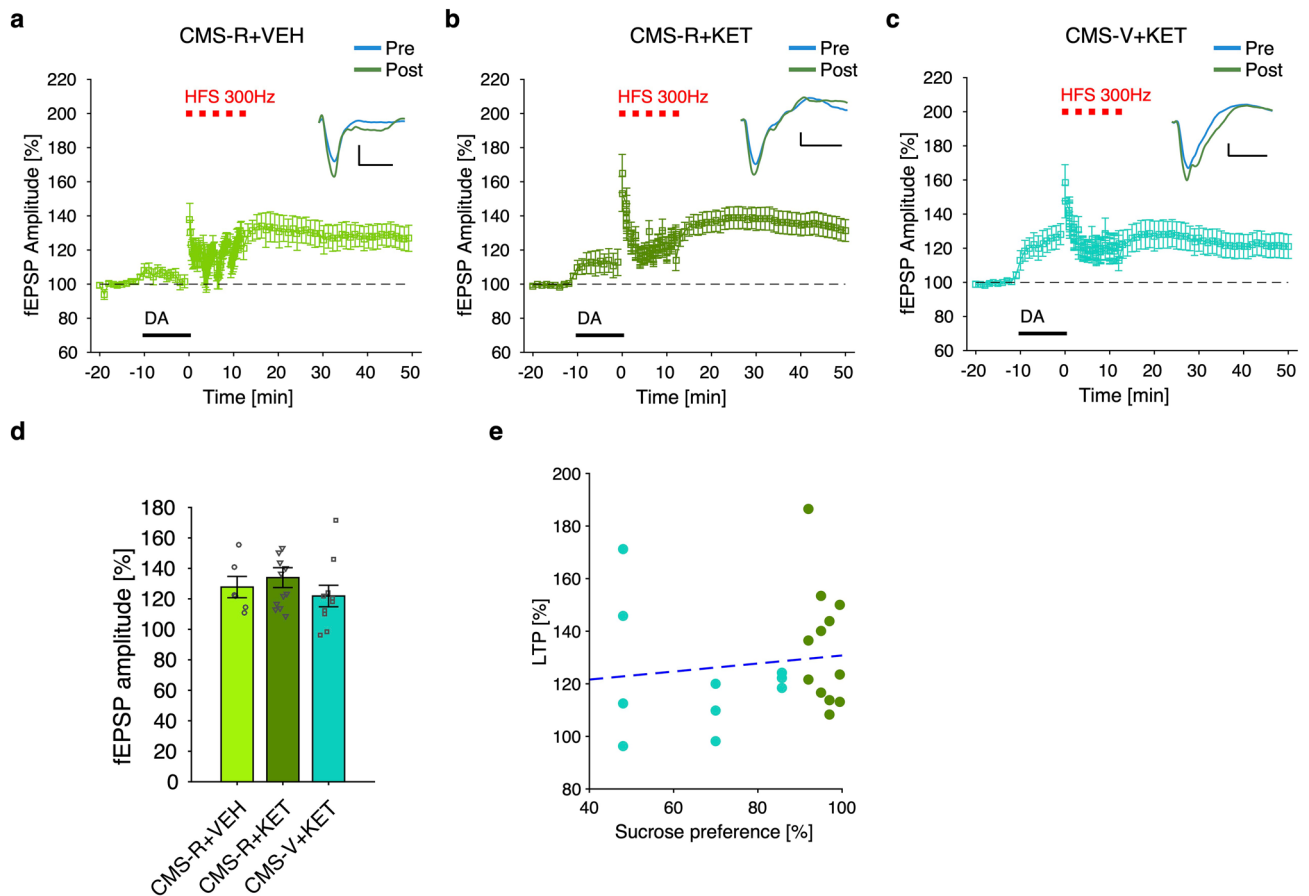 a
CMS-R+VEH
Pre
Post
HFS 300Hz
220
200
180
160
140
120
100
80
60
fEPSP Amplitude [%]
DA
-20 -10 0 10 20 30 40 50
Time [min]
b
CMS-R+KET
Pre
Post
HFS 300Hz
220
200
180
160
140
120
100
80
60
fEPSP Amplitude [%]
DA
-20 -10 0 10 20 30 40 50
Time [min]
c
CMS-V+KET
Pre
Post
HFS 300Hz
220
200
180
160
140
120
100
80
60
fEPSP Amplitude [%]
DA
-20 -10 0 10 20 30 40 50
Time [min]
d
180
160
140
120
100
80
60
40
20
0
fEPSP amplitude [%]
CMS-R+VEH
CMS-R+KET
CMS-V+KET
e
200
180
160
140
120
100
80
LTP [%]
40 60 80 100
Sucrose preference [%]